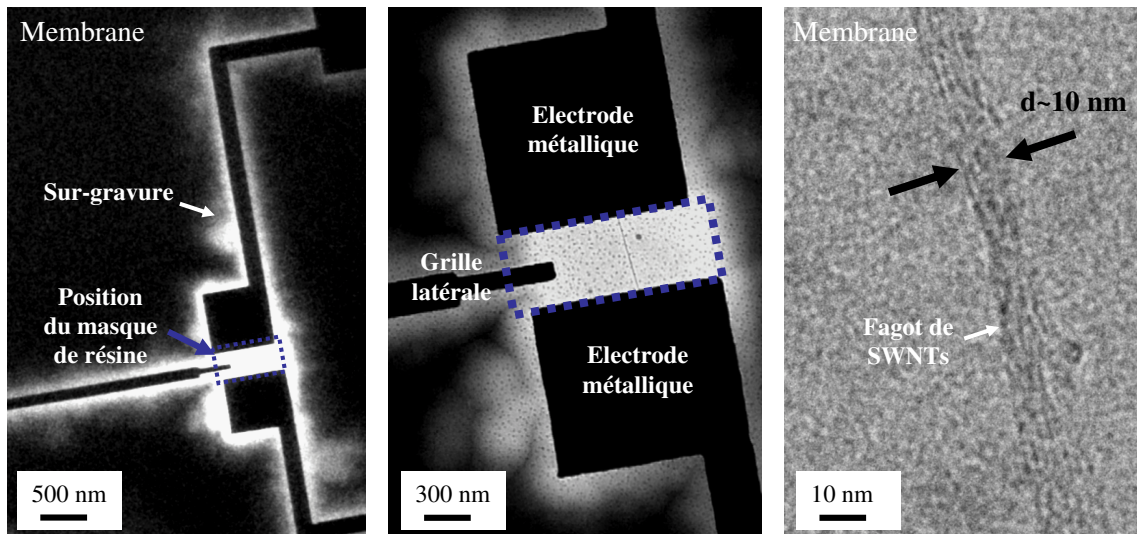 Membrane
Sur-gravure
Position
du masque
de résine
500 nm
Electrode
métallique
Grille
latérale
Electrode
métallique
300 nm
Membrane
d~10 nm
Fagot de
SWNTs
10 nm